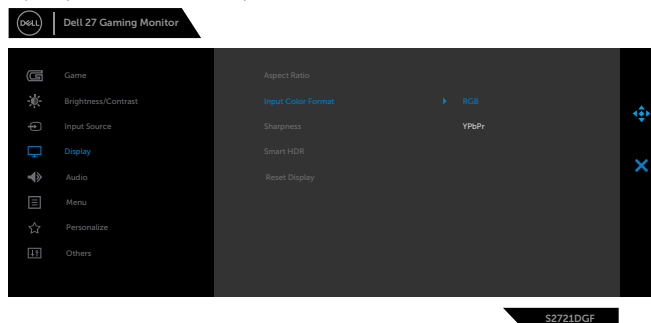 DELL
Dell 27 Gaming Monitor
Game
Aspect Ratio
Brightness/Contrast
Input Color Format
RGB
Input Source
Sharpness
YPbPr
Display
Smart HDR
Audio
Reset Display
Menu
Personalize
Others
S2721DGF